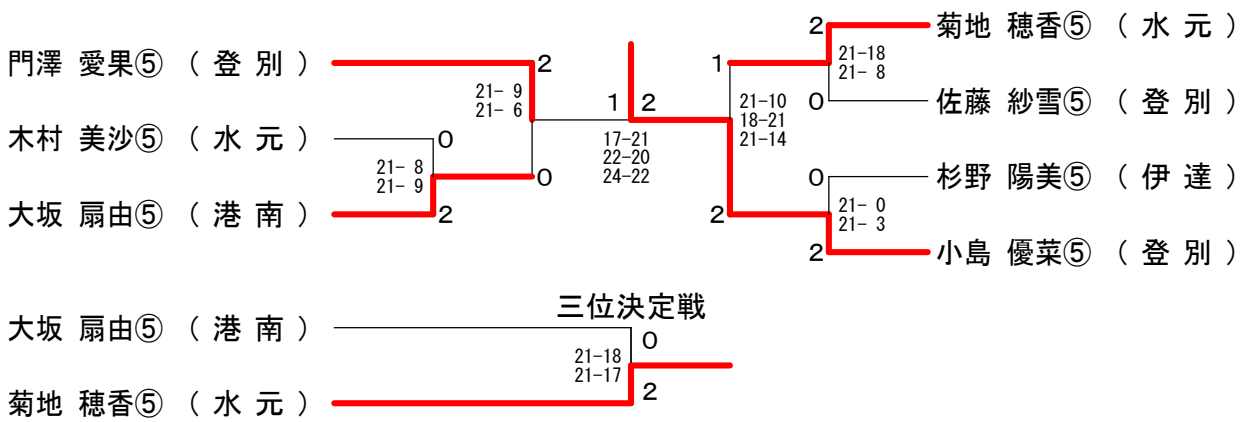 門澤 愛果⑤ （ 登 別 ）
2
21- 9
21- 6
木村 美沙⑤ （ 水 元 ）
0
21- 8
21- 9
0
大坂 扇由⑤ （ 港 南 ）
2
1 2
17-21
22-20
24-22
2
菊地 穂香⑤ （ 水 元 ）
21-18
21- 8
1
0
佐藤 紗雪⑤ （ 登 別 ）
21-10
18-21
21-14
0
杉野 陽美⑤ （ 伊 達 ）
21- 0
21- 3
2
2
小島 優菜⑤ （ 登 別 ）
三位決定戦
大坂 扇由⑤ （ 港 南 ）
0
21-18
21-17
菊地 穂香⑤ （ 水 元 ）
2